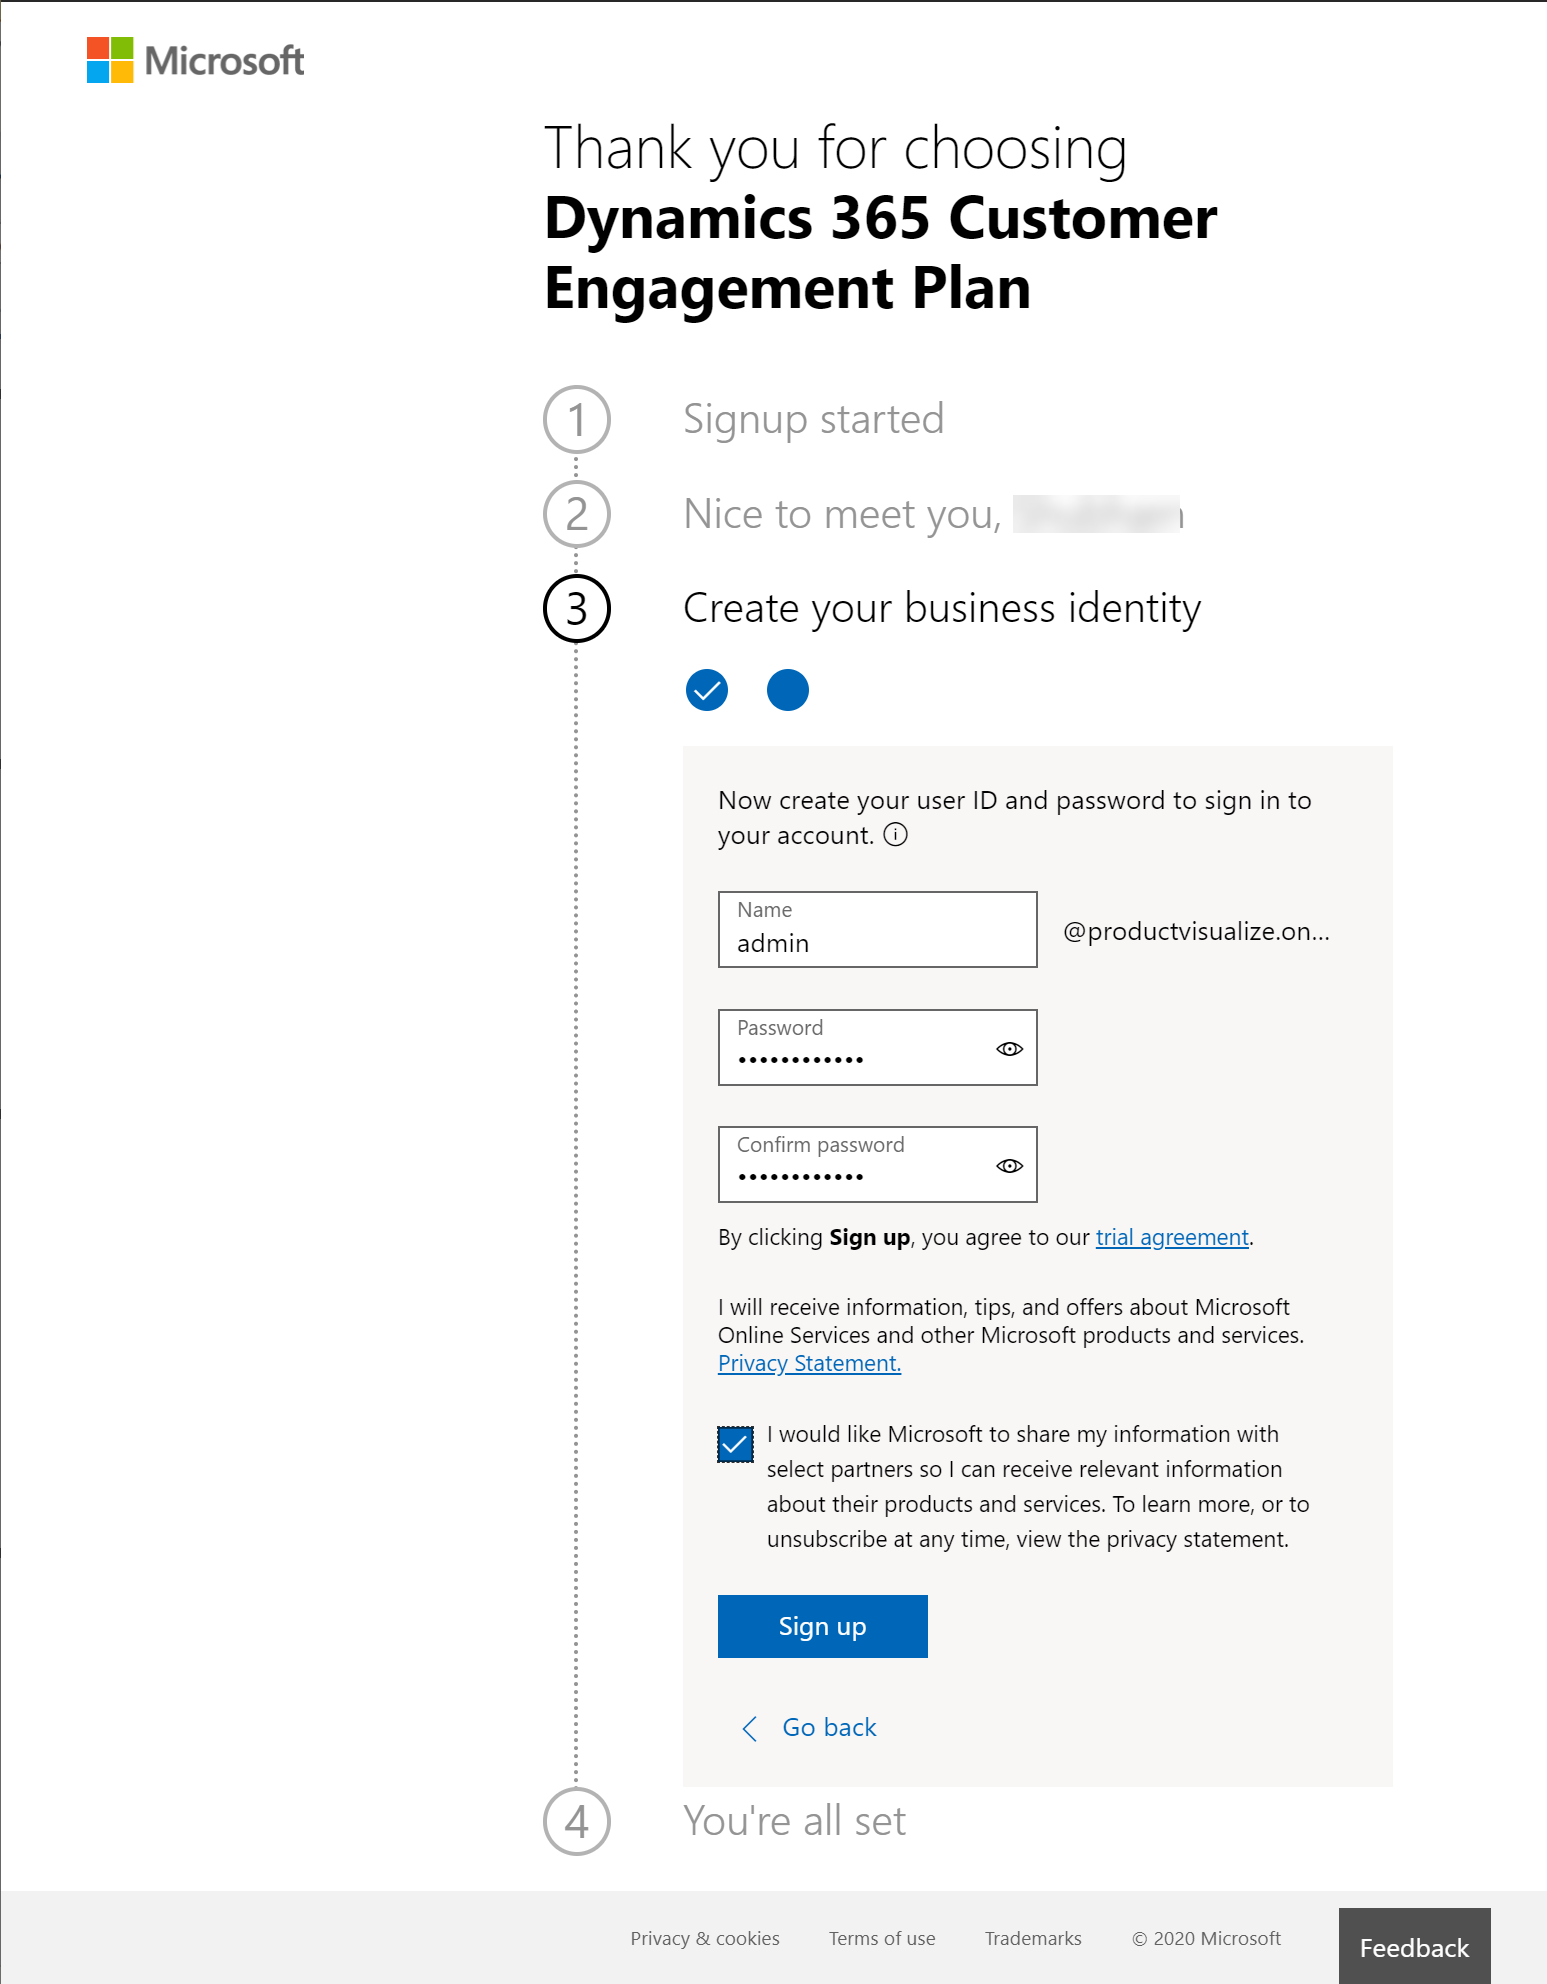 Microsoft
Thank you for choosing
Dynamics 365 Customer
Engagement Plan
1 Signup started
2 Nice to meet you,
3 Create your business identity
Now create your user ID and password to sign in to
your account.
Name
admin
@productvisualize.on...
Password
••••••••••••
Confirm password
••••••••••••
By clicking Sign up, you agree to our trial agreement.
I will receive information, tips, and offers about Microsoft
Online Services and other Microsoft products and services.
Privacy Statement.
I would like Microsoft to share my information with
select partners so I can receive relevant information
about their products and services. To learn more, or to
unsubscribe at any time, view the privacy statement.
Sign up
Go back
4 You're all set
Privacy & cookies Terms of use Trademarks © 2020 Microsoft Feedback